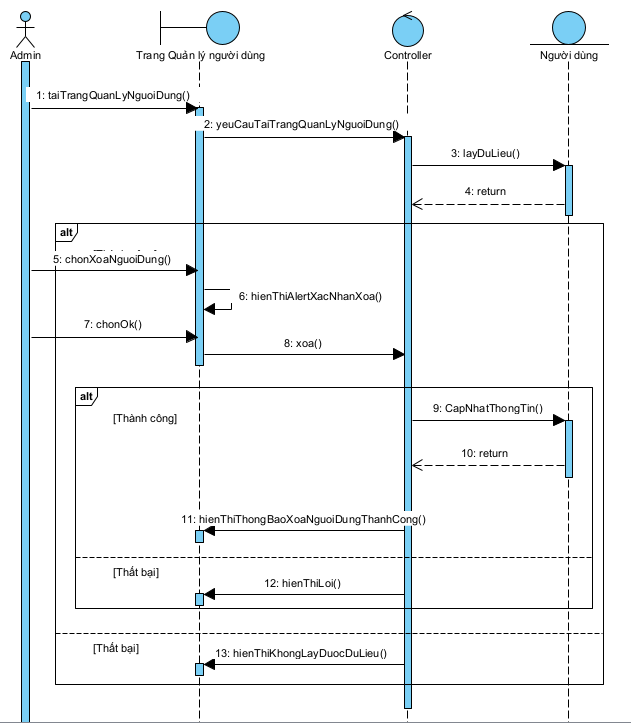 Admin
Trang Quản lý người dùng
Controller
Người dùng
1: taiTrangQuanLyNguoiDung()
2: yeuCauTaiTrangQuanLyNguoiDung()
3: layDuLieu()
4: return
alt
5: chonXoaNguoiDung()
6: hienThiAlertXacNhanXoa()
7: chonOk()
8: xoa()
alt
[Thành công]
9: CapNhatThongTin()
10: return
11: hienThiThongBaoXoaNguoiDungThanhCong()
[Thất bại]
12: hienThiLoi()
[Thất bại]
13: hienThiKhongLayDuocDuLieu()